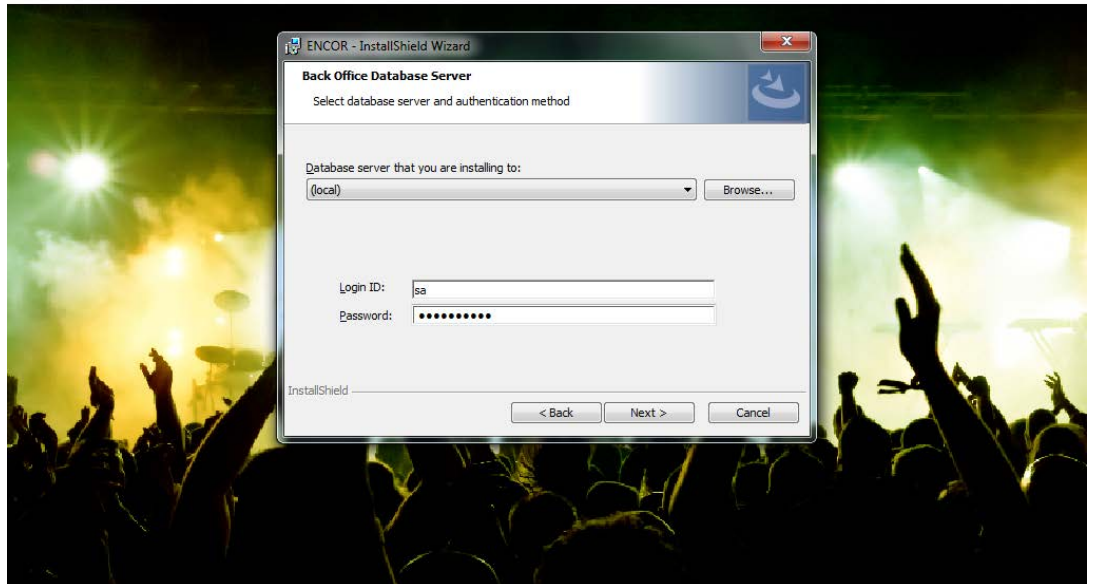 ENCOR - InstallShield Wizard
Back Office Database Server
Select database server and authentication method
Database server that you are installing to:
(local)
Browse...
Login ID:
sa
Password:
●●●●●●●●●●
InstallShield
< Back
Next >
Cancel